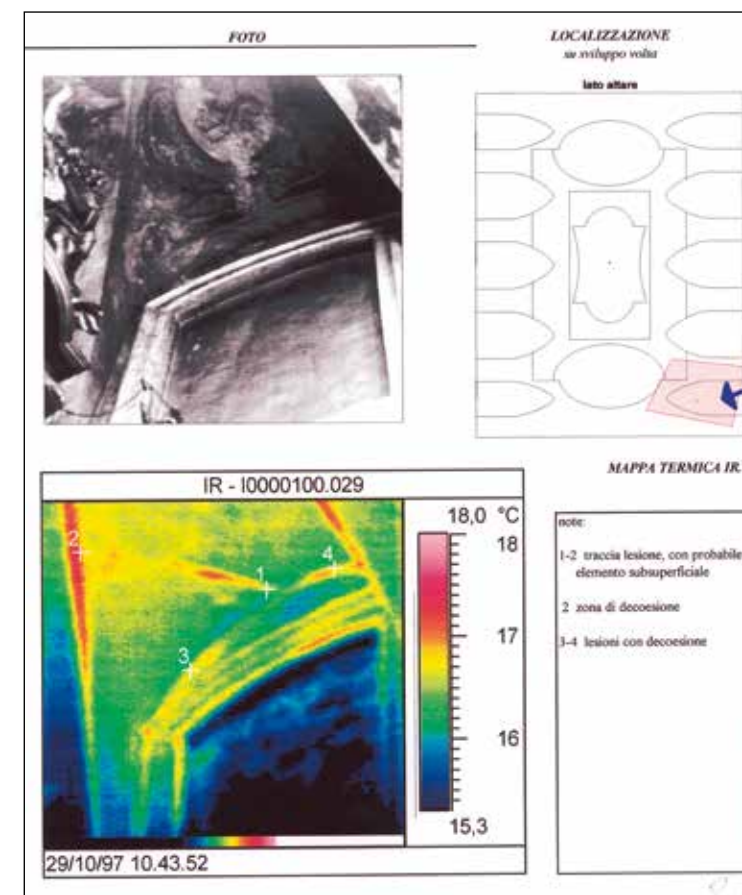 FOTO
LOCALIZZAZIONE
su sviluppo volta
lato altare
MAPPA TERMICA IR.
IR - I0000100.029
18,0 °C
18
17
16
15,3
2
1
4
3
29/10/97 10.43.52
note:
1-2 traccia lesione, con probabile
elemento subsuperficiale
2 zona di decoesione
3-4 lesioni con decoesione